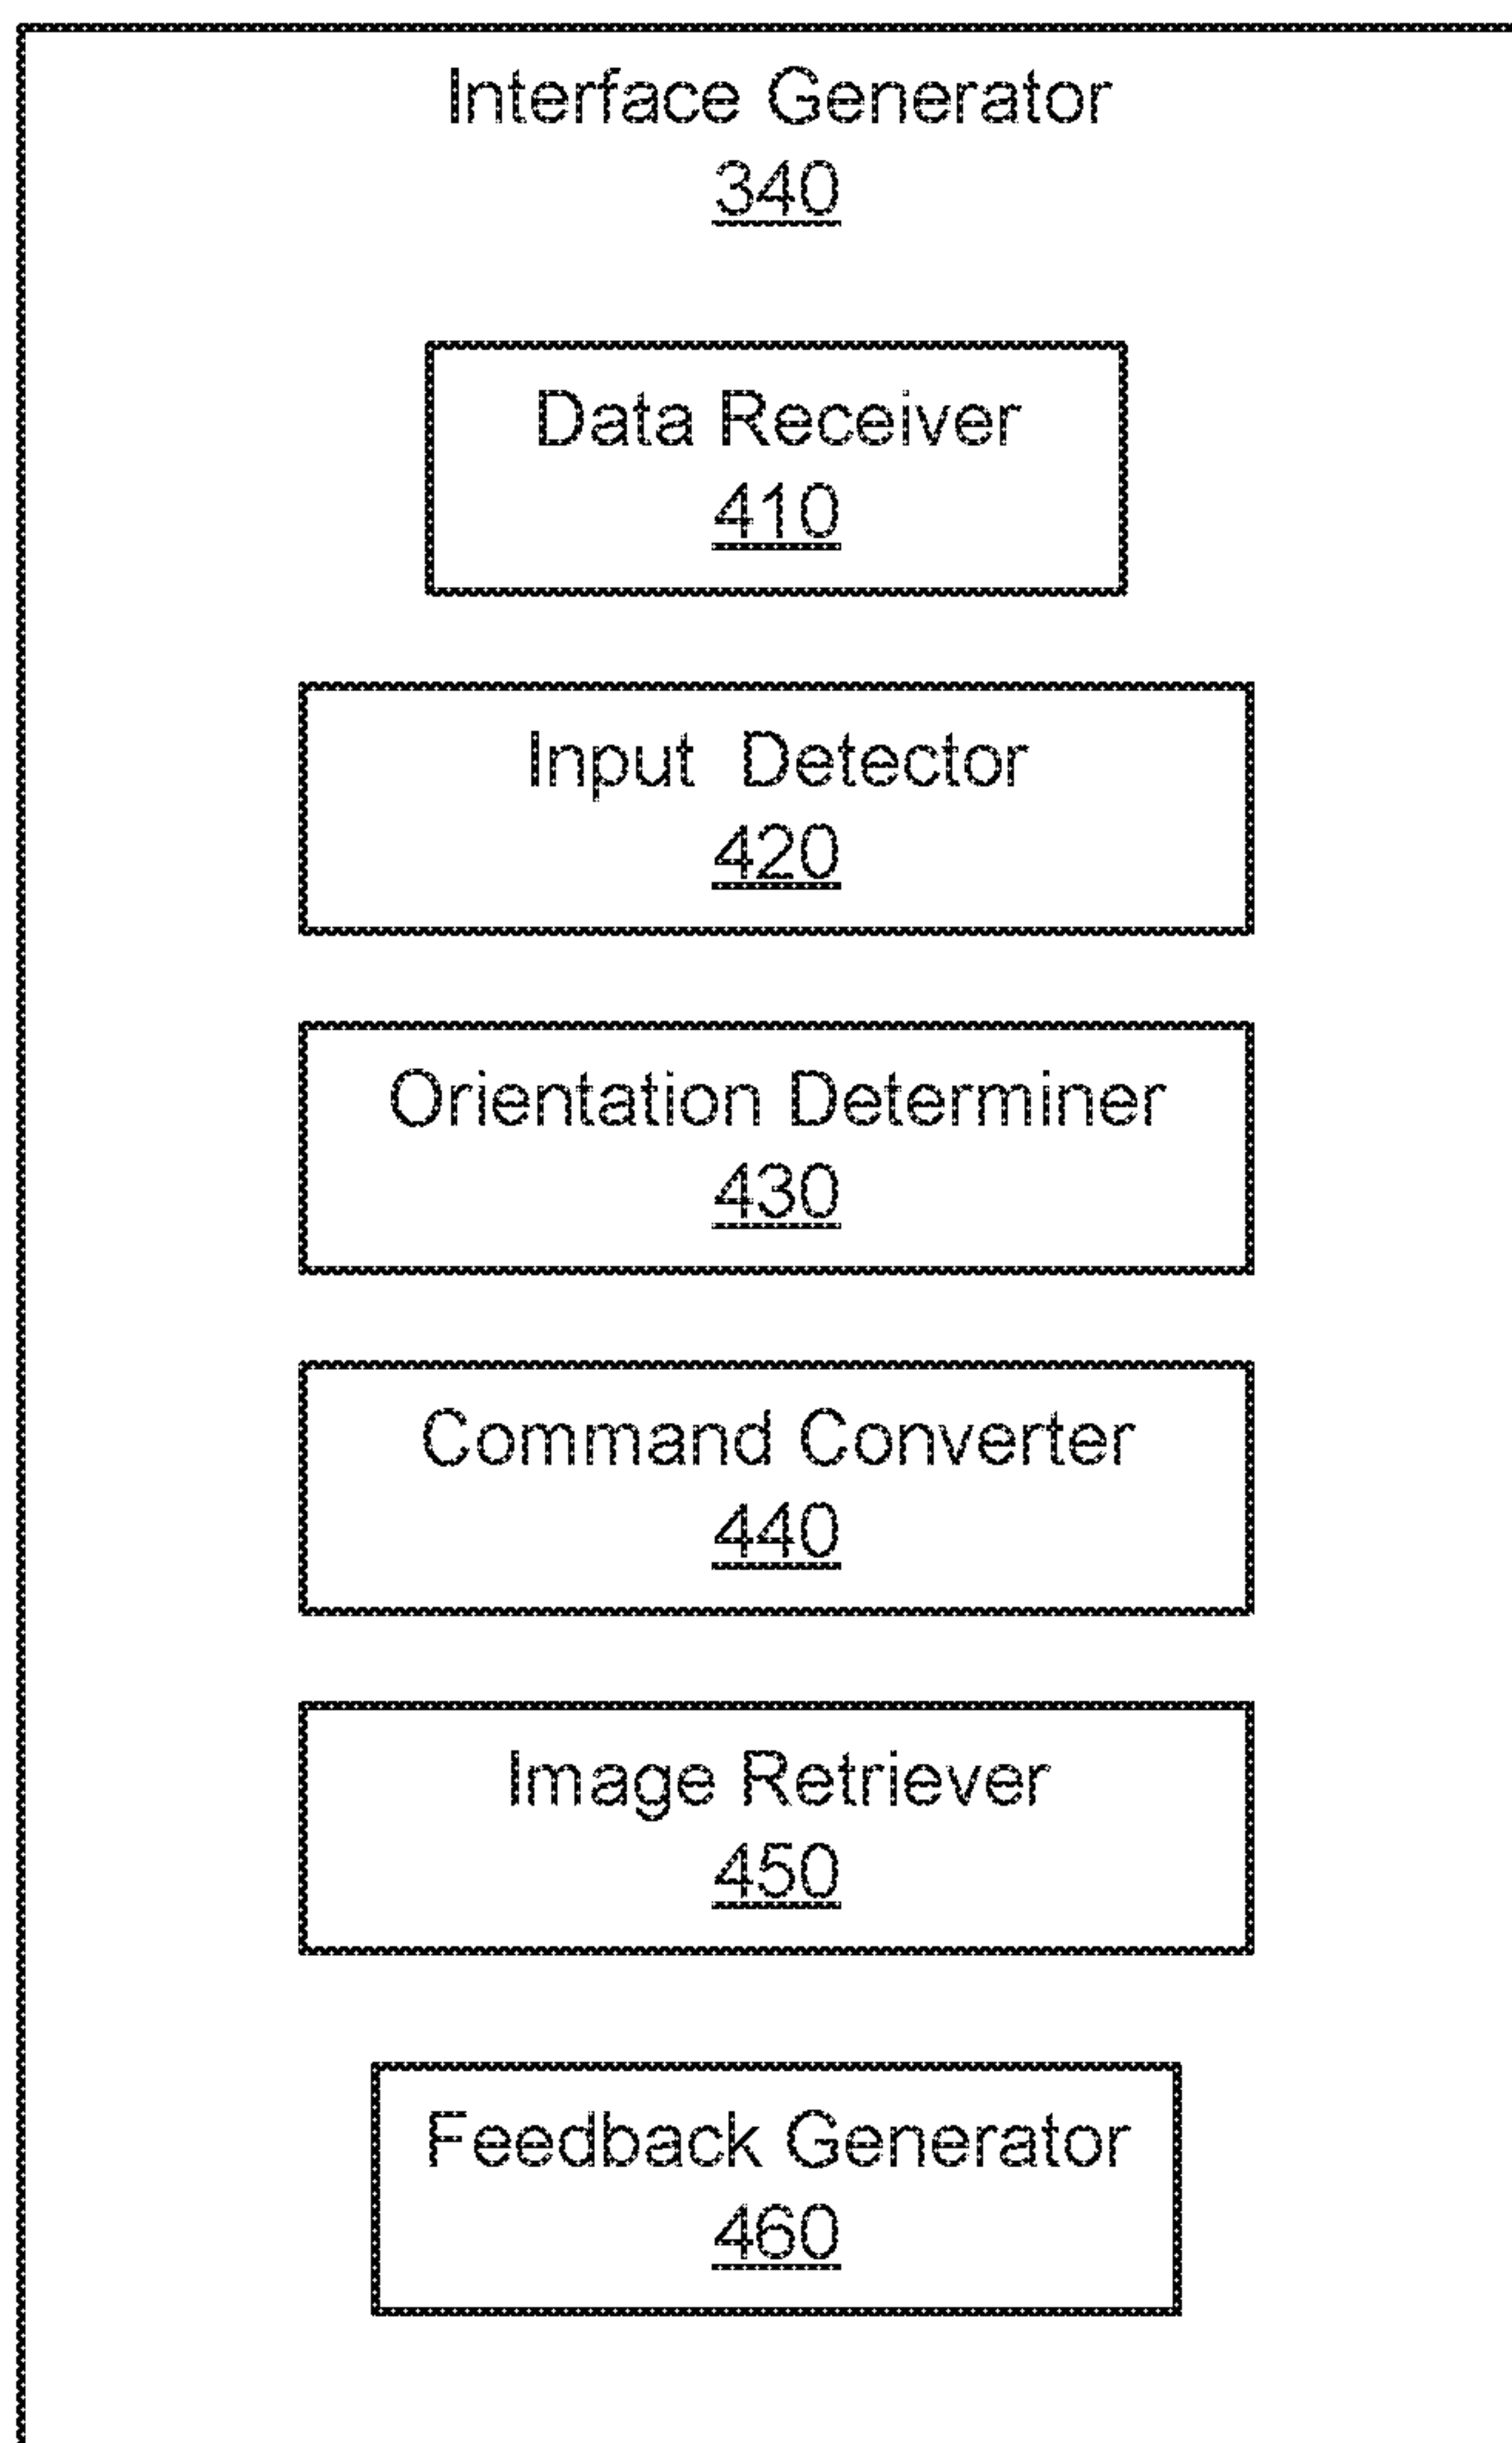 Interface Generator
340
Data Receiver
410
Input Detector
420
Orientation Determiner
430
Command Converter
440
Image Retriever
450
Feedback Generator
460